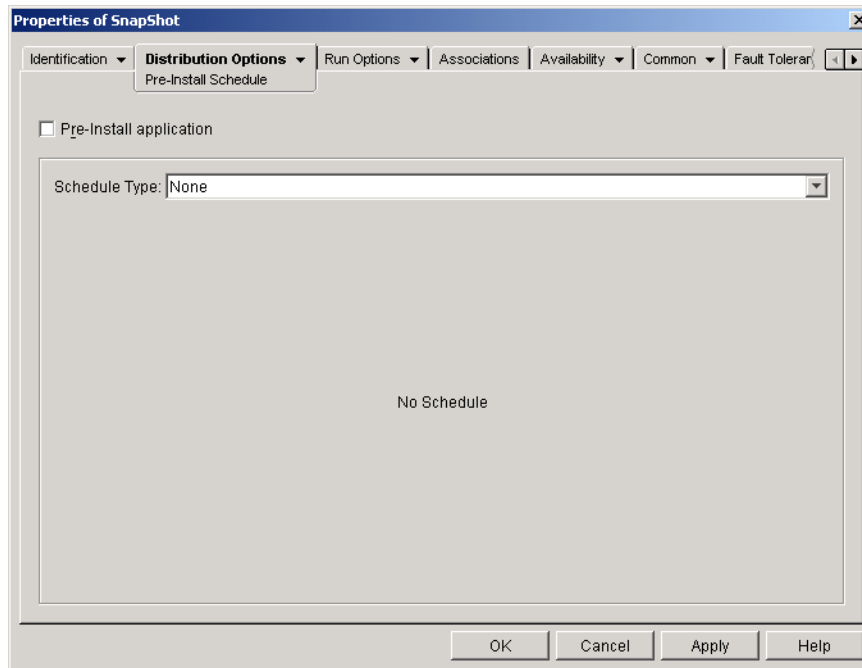 Properties of SnapShot
Identification Distribution Options Run Options Associations Availability Common Fault
Pre-Install Schedule
Pre-Install application
Schedule Type: None
No Schedule
OK Cancel Apply Help